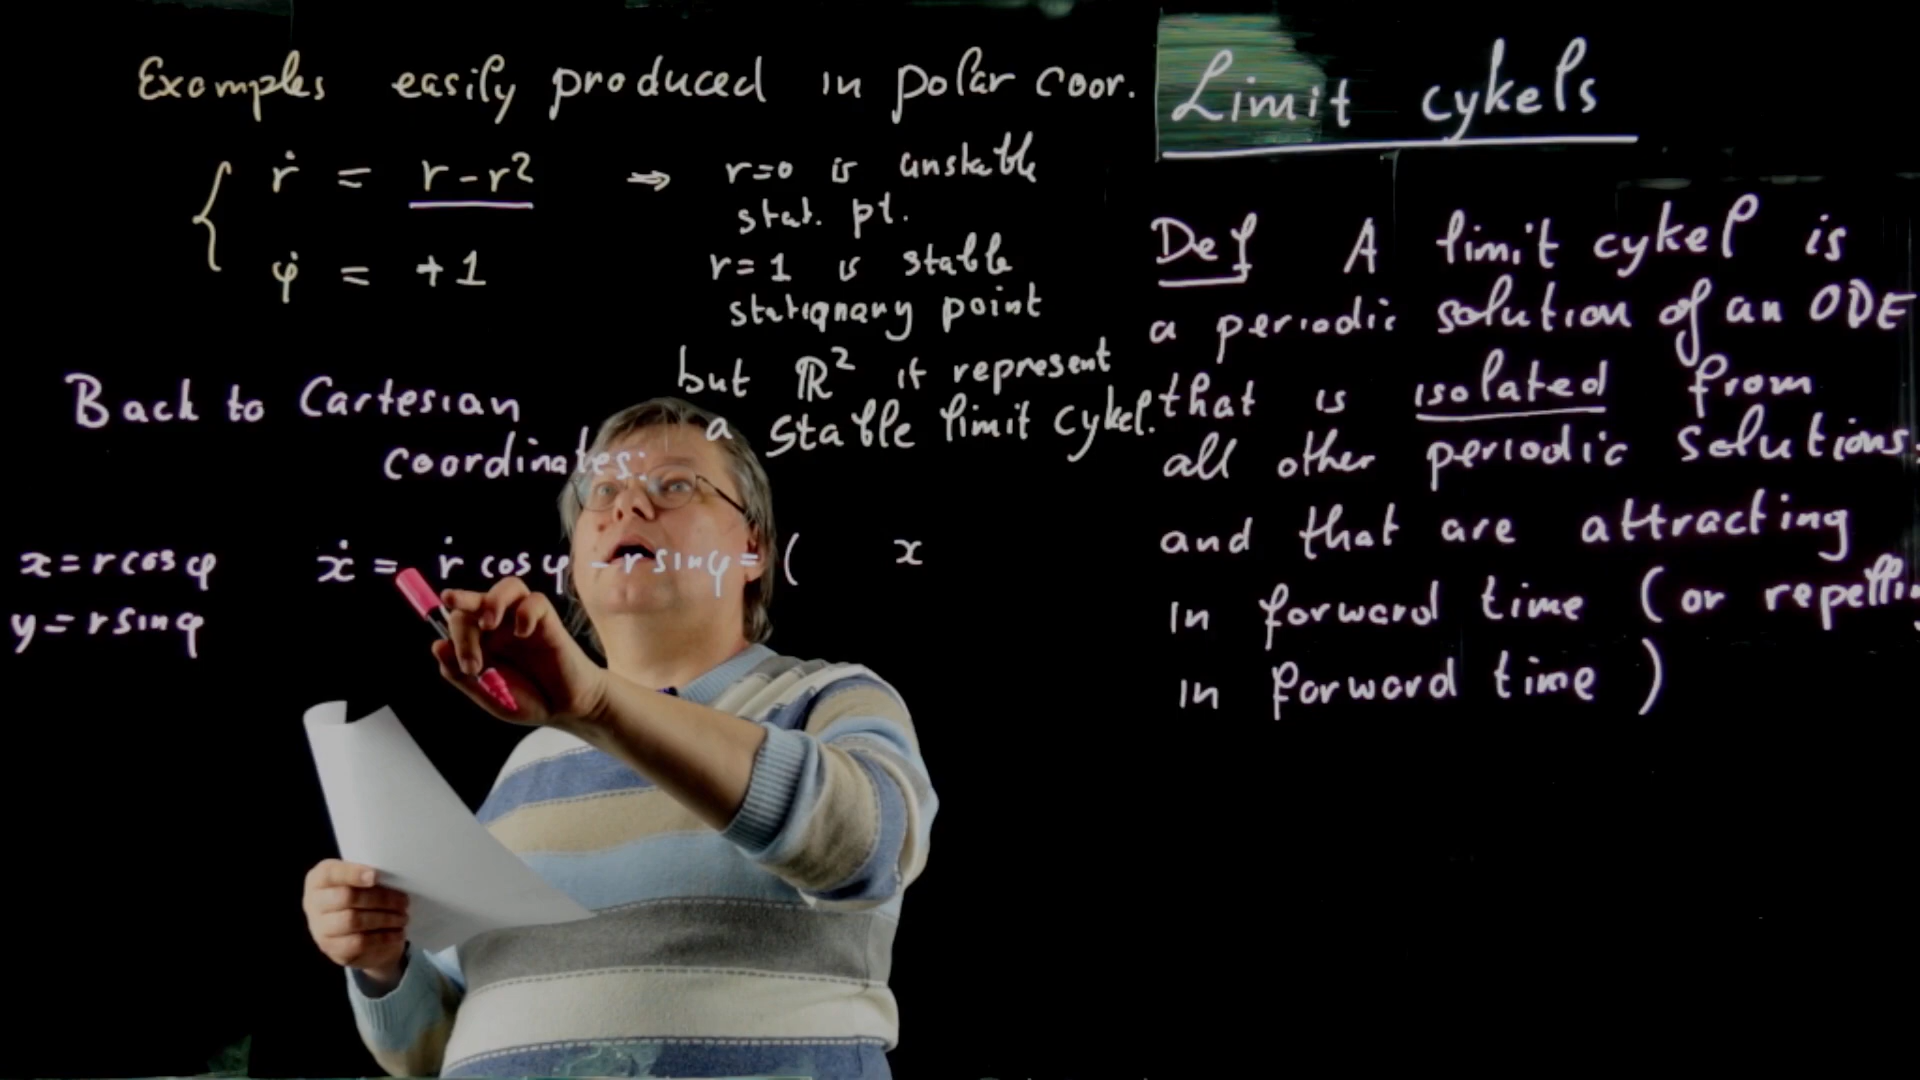 Examples easily produced in polar coor.
{ ṙ = r - r²
φ̇ = +1
⇒ r=0 is unstable
stat. pt.
r=1 is stable
stationary point
but ℝ² it represent
a stable limit cykel.
Back to Cartesian
coordinates:
x = r cos φ
y = r sin φ
ẋ = ṙ cos φ - r sin φ = ( x
Limit cykels
Def A limit cykel is
a periodic solution of an ODE
that is isolated from
all other periodic solutions,
and that are attracting
in forward time (or repelling
in forward time)